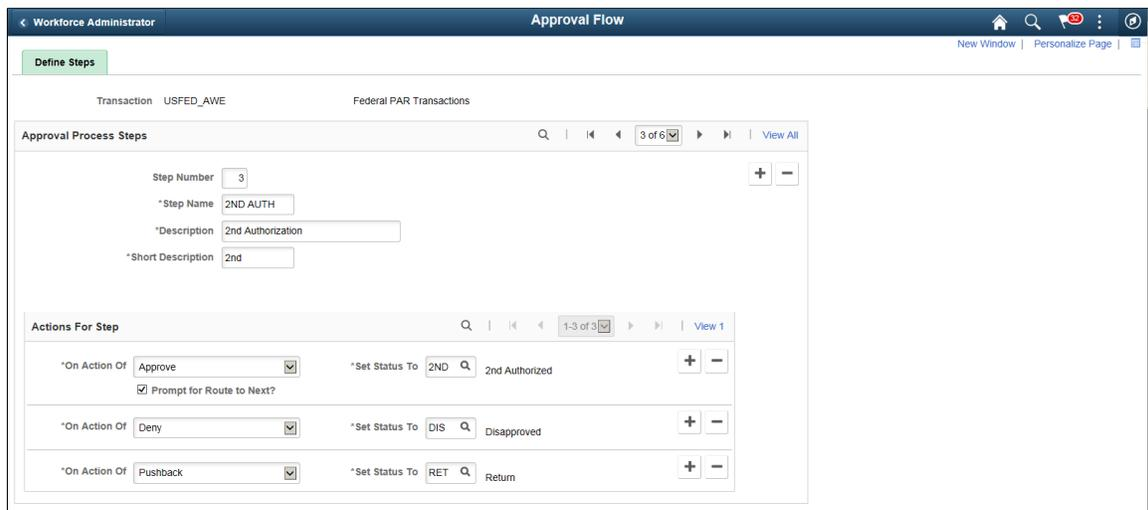 Workforce Administrator
Approval Flow
32
New Window | Personalize Page |
Define Steps
Transaction USFED_AWE Federal PAR Transactions
Approval Process Steps
3 of 6
| View All
Step Number 3
*Step Name 2ND AUTH
*Description 2nd Authorization
*Short Description 2nd
Actions For Step
1-3 of 3
| View 1
*On Action Of Approve *Set Status To 2ND 2nd Authorized
Prompt for Route to Next?
*On Action Of Deny *Set Status To DIS Disapproved
*On Action Of Pushback *Set Status To RET Return